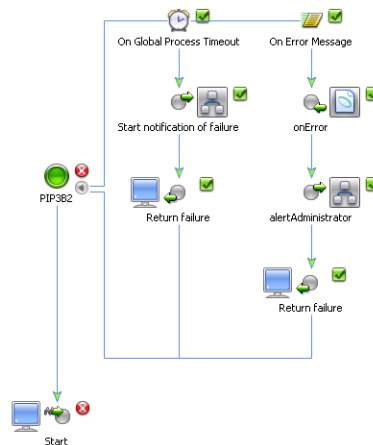 On Global Process Timeout
On Error Message
Start notification of failure
onError
PIP3B2
Return failure
alertAdministrator
Return failure
Start